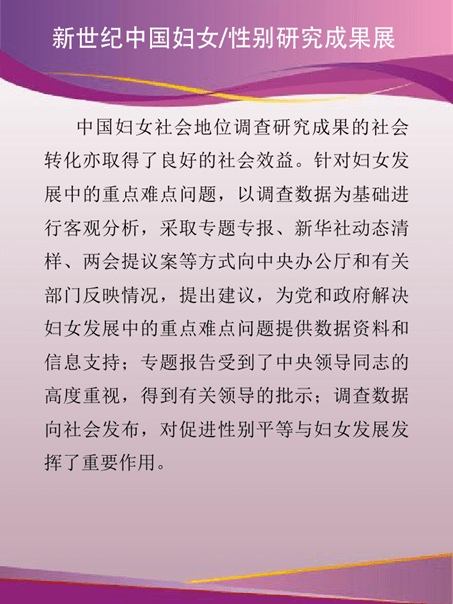 新世纪中国妇女/性别研究成果展
中国妇女社会地位调查研究成果的社会
转化亦取得了良好的社会效益。针对妇女发
展中的重点难点问题，以调查数据为基础进
行客观分析，采取专题专报、新华社动态清
样、两会提议案等方式向中央办公厅和有关
部门反映情况，提出建议，为党和政府解决
妇女发展中的重点难点问题提供数据资料和
信息支持；专题报告受到了中央领导同志的
高度重视，得到有关领导的批示；调查数据
向社会发布，对促进性别平等与妇女发展发
挥了重要作用。